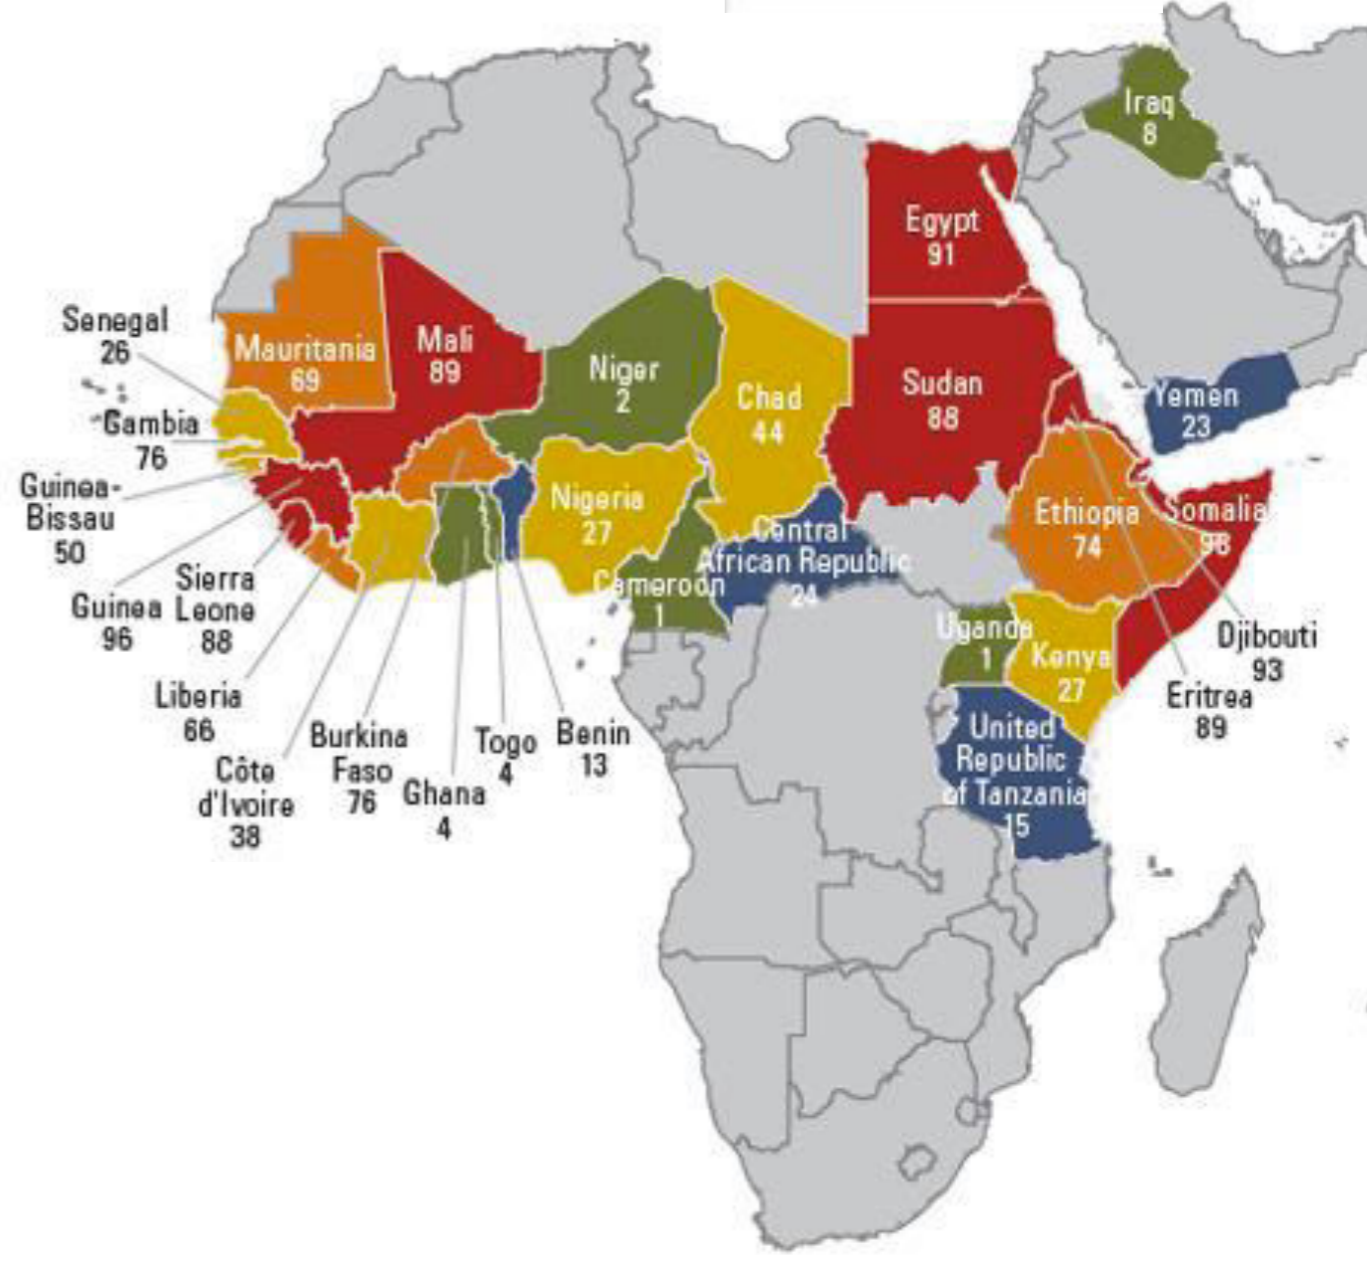 Iraq
8
Egypt
91
Senegal
26
Mauritania
69
Mali
89
Niger
2
Chad
44
Sudan
88
Yemen
23
Gambia
76
Guinea-
Bissau
50
Nigeria
27
Ethiopia
74
Somalia
98
Central
African Republic
24
Cameroon
1
Guinea
96
Sierra
Leone
88
Uganda
1
Kenya
27
Djibouti
93
Eritrea
89
Liberia
66
Burkina
Faso
76
Togo
4
Benin
13
United
Republic
of Tanzania
15
Côte
d'Ivoire
38
Ghana
4